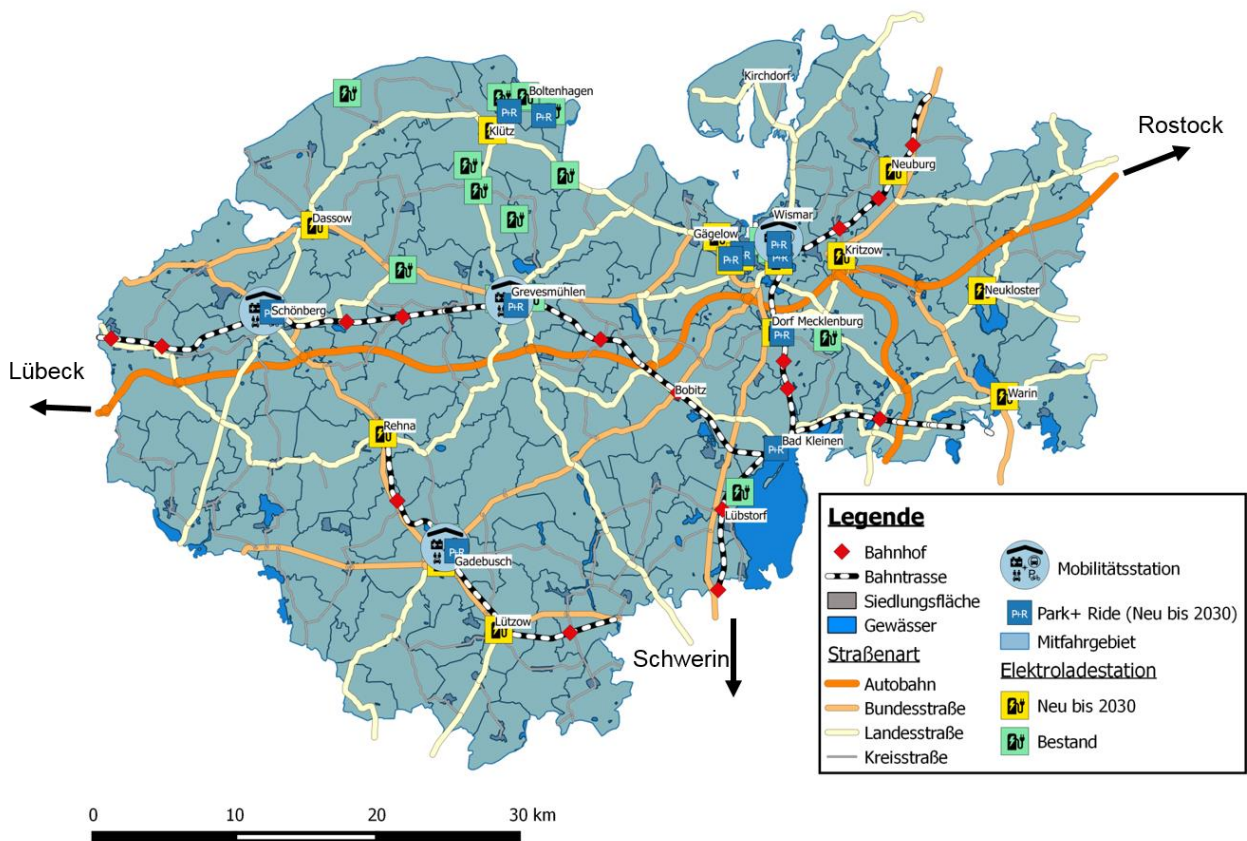 Kirchdorf
Boltenhagen
P+R
P+R
Klütz
Rostock
Neuburg
Dassow
Wismar
Gägelow
P+R
P+R
P+R
P+R
Kritzow
Grevesmühlen
P+R
Schönberg
Neukloster
Dorf Mecklenburg
P+R
Lübeck
Bobitz
Warin
Rehna
Bad Kleinen
P+R
Lübstorf
P+R
Gadebusch
Lützow
Schwerin
Legende
Bahnhof
Bahntrasse
Siedlungsfläche
Gewässer
Straßenart
Autobahn
Bundesstraße
Landesstraße
Kreisstraße
Mobilitätsstation
P+R
Park+ Ride (Neu bis 2030)
Mitfahrgebiet
Elektroladestation
Neu bis 2030
Bestand
0 10 20 30 km